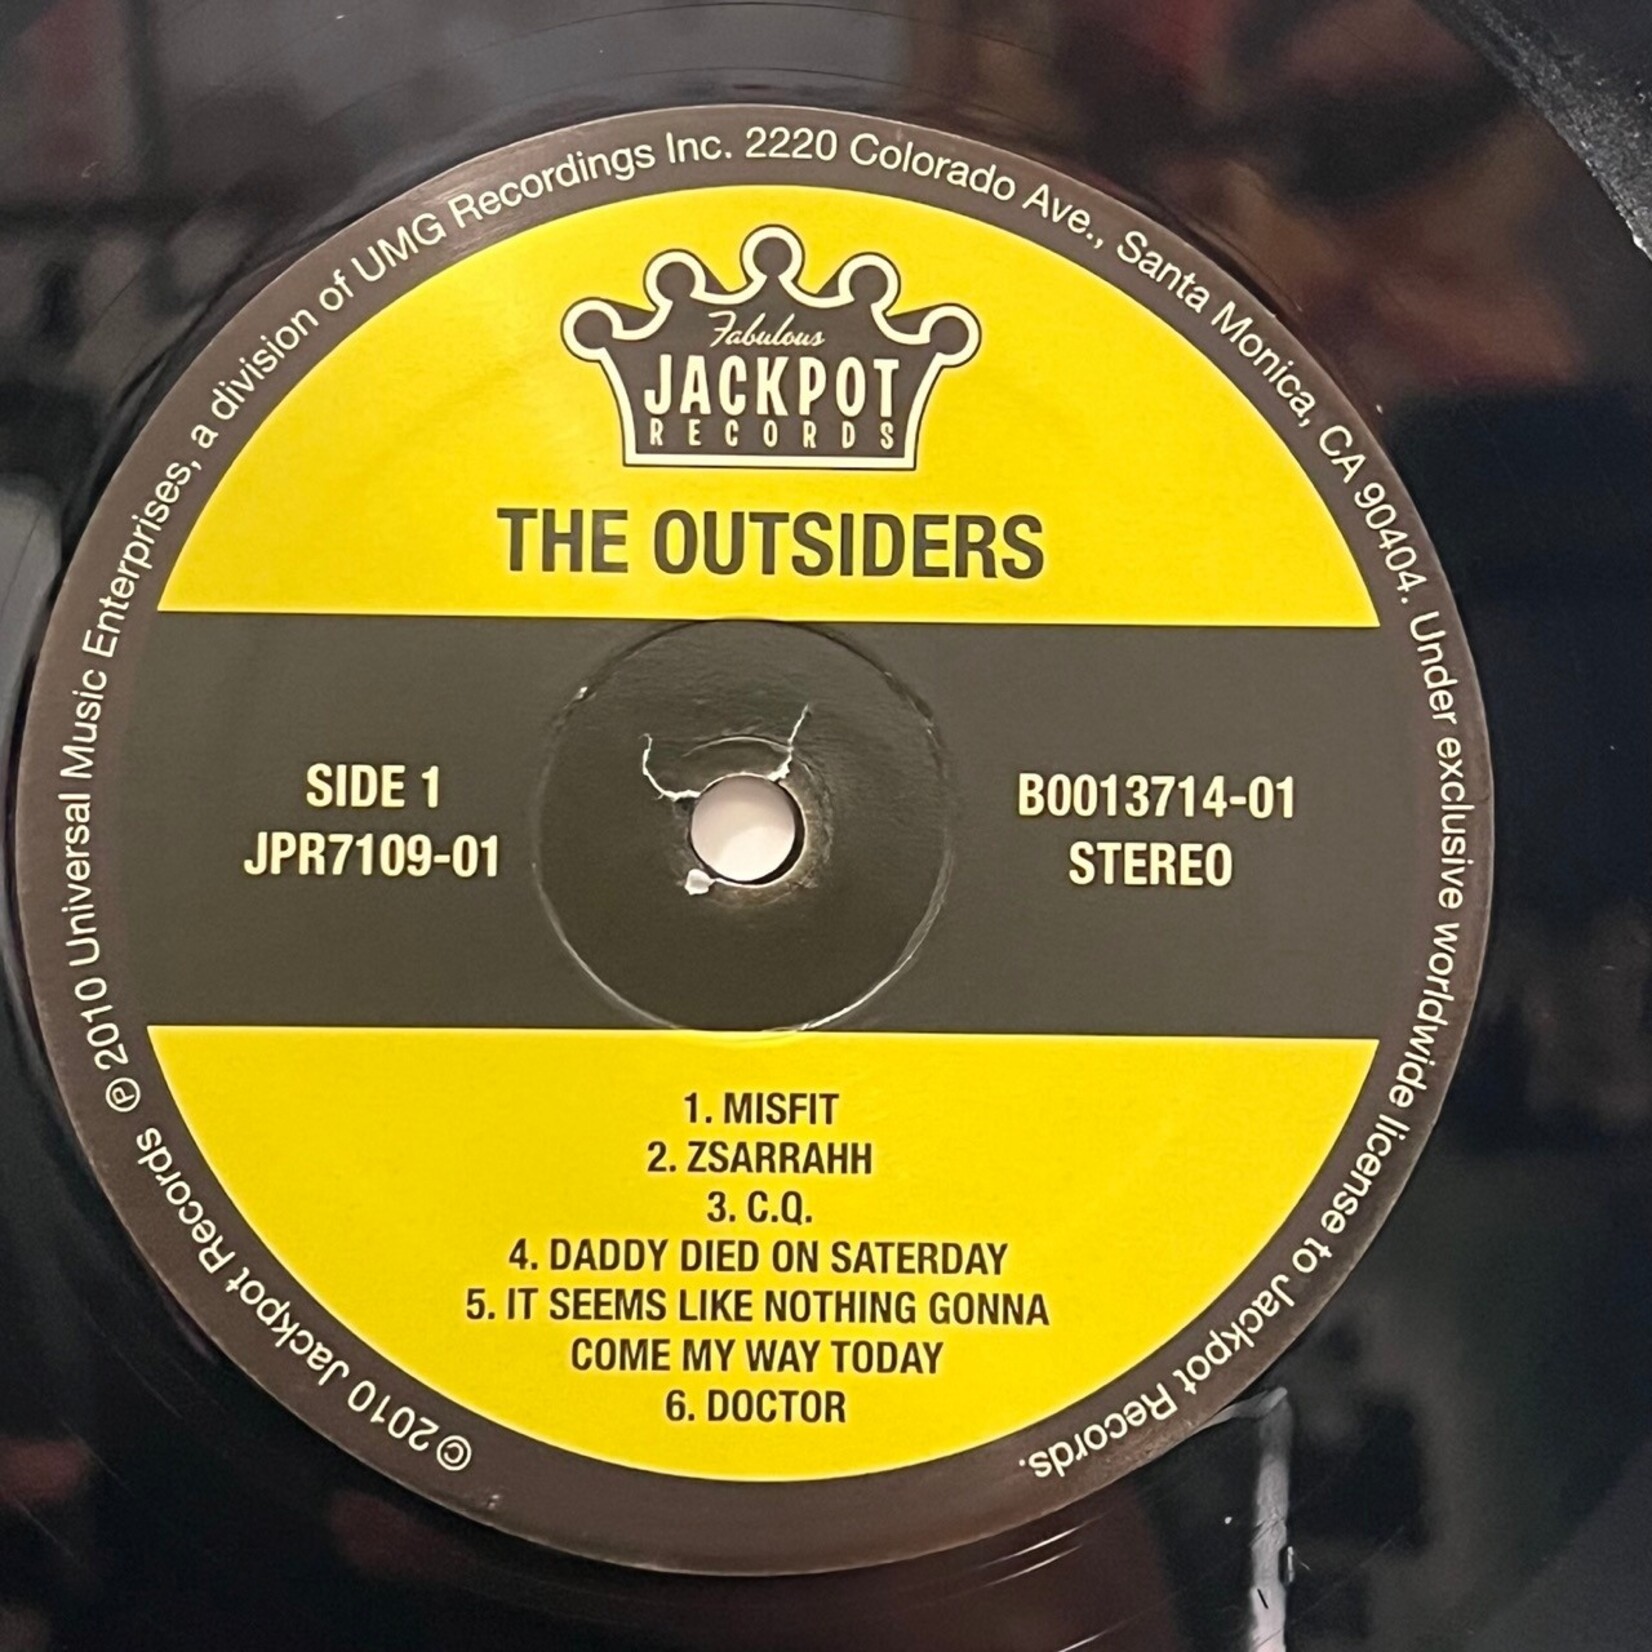 ©2010 Jackpot Records ℗ 2010 Universal Music Enterprises, a division of UMG Recordings Inc. 2220 Colorado Ave., Santa Monica, CA 90404. Under exclusive worldwide license to Jackpot Records.
Fabulous
JACKPOT
RECORDS
THE OUTSIDERS
SIDE 1
JPR7109-01
B0013714-01
STEREO
1. MISFIT
2. ZSARRAHH
3. C.Q.
4. DADDY DIED ON SATERDAY
5. IT SEEMS LIKE NOTHING GONNA
COME MY WAY TODAY
6. DOCTOR